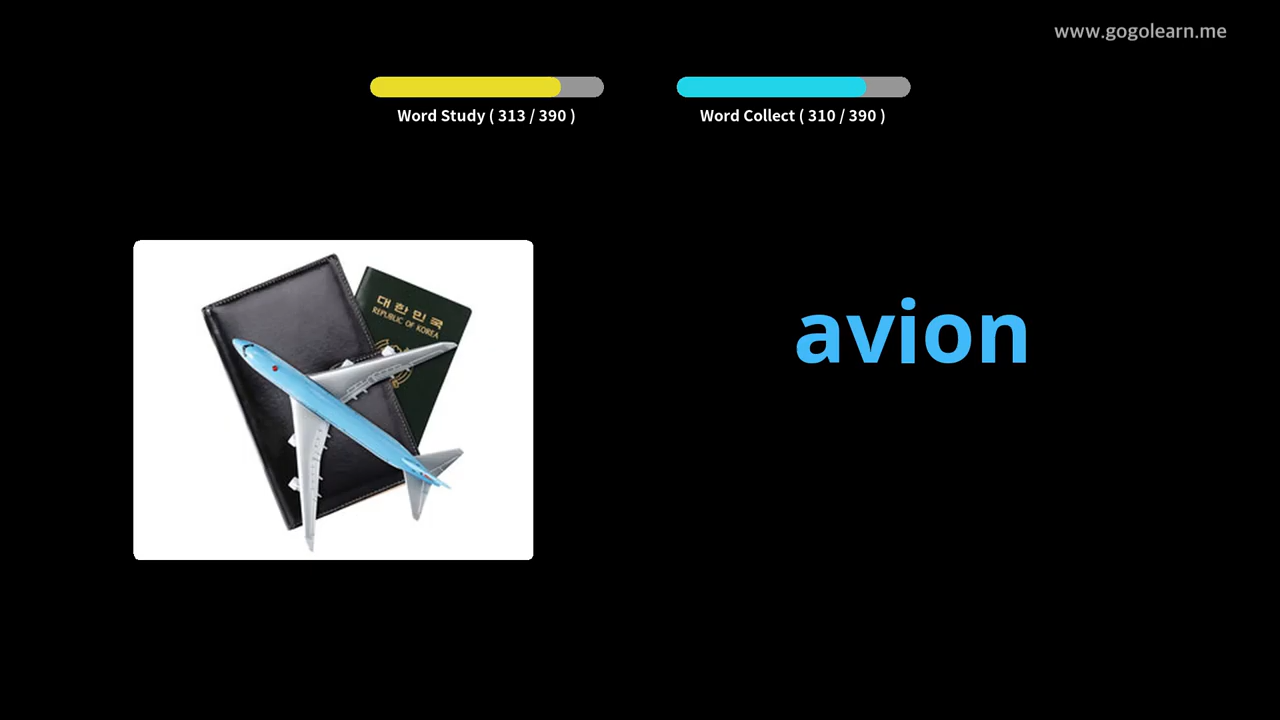 www.gogolearn.me
Word Study ( 313 / 390 )
Word Collect ( 310 / 390 )
대한민국
REPUBLIC OF KOREA
avion